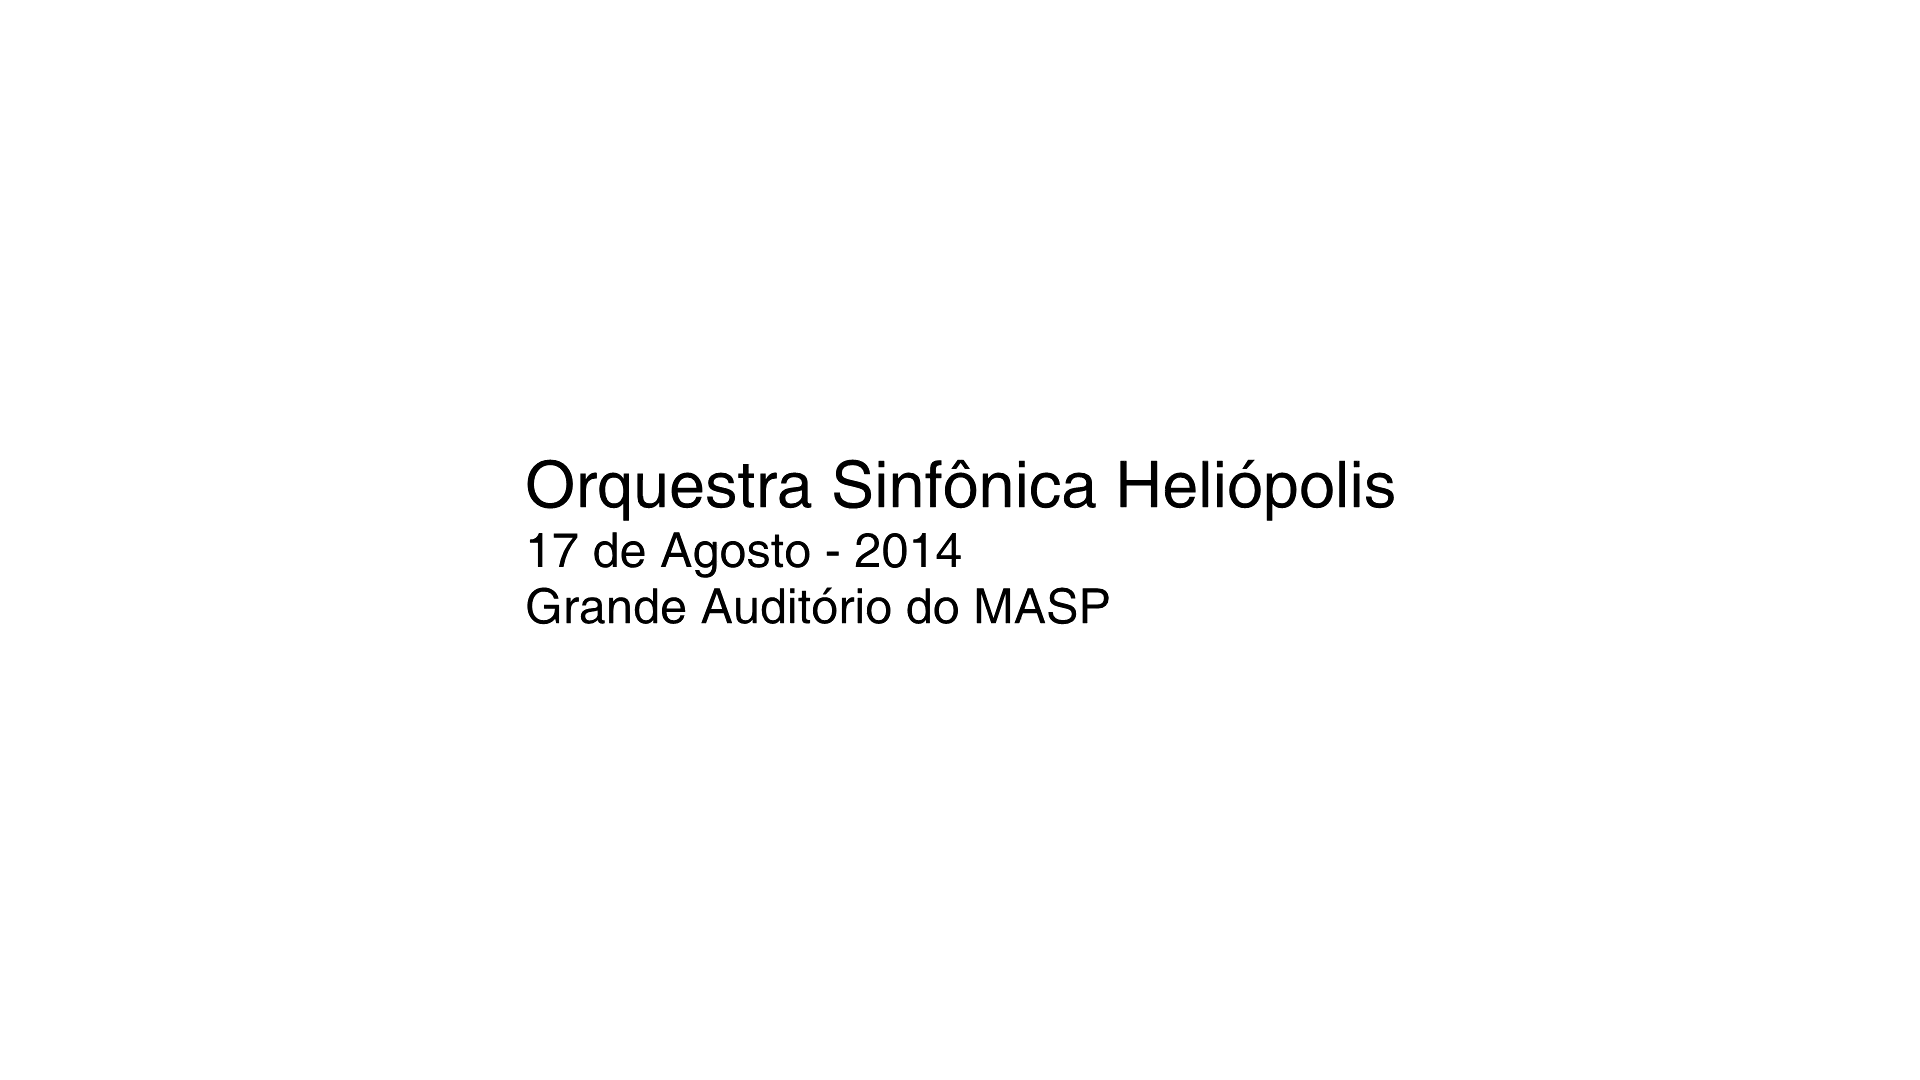 Orquestra Sinfônica Heliópolis
17 de Agosto - 2014
Grande Auditório do MASP